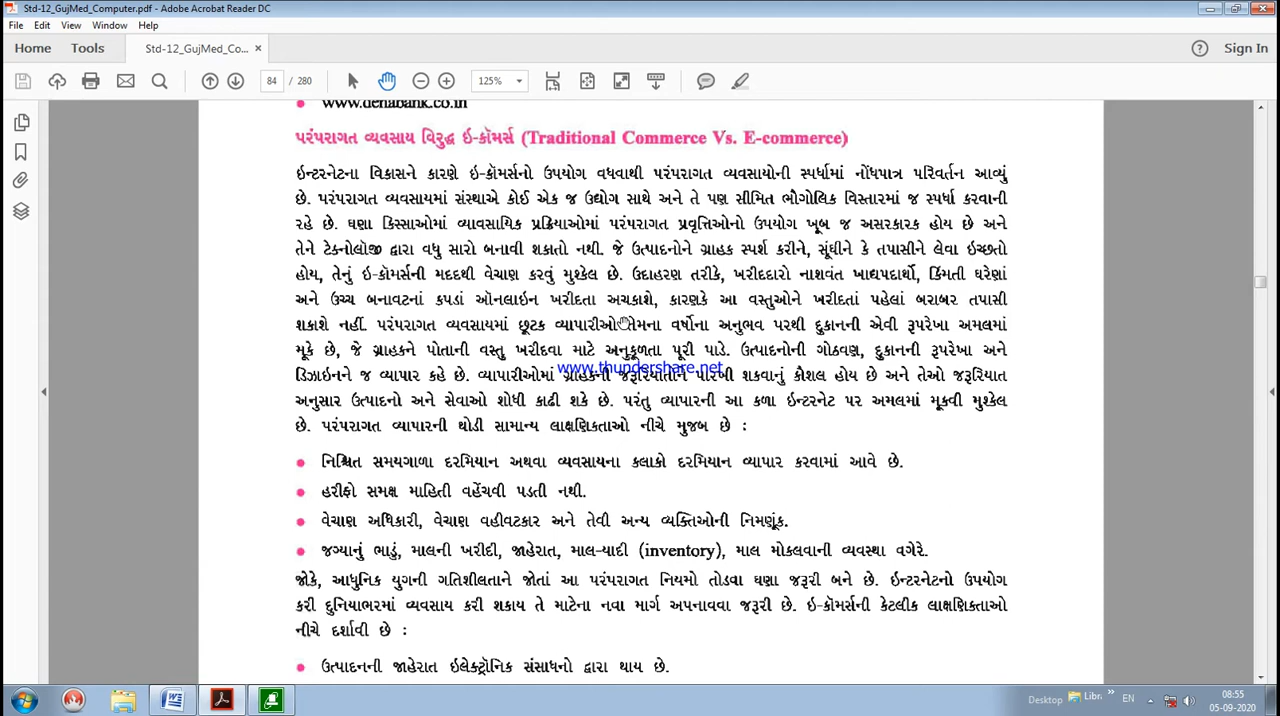 Std-12_GujMed_Computer.pdf - Adobe Acrobat Reader DC
File Edit View Window Help
Home Tools Std-12_GujMed_Co... × Sign In
84 / 280 125%
www.denabank.co.in
પરંપરાગત વ્યવસાય વિરુદ્ધ ઇ-કૉમર્સ (Traditional Commerce Vs. E-commerce)
ઇન્ટરનેટના વિકાસને કારણે ઇ-કૉમર્સનો ઉપયોગ વધવાથી પરંપરાગત વ્યવસાયોની સ્પર્ધામાં નોંધપાત્ર પરિવર્તન આવ્યું
છે. પરંપરાગત વ્યવસાયમાં સંસ્થાએ કોઈ એક જ ઉદ્યોગ સાથે અને તે પણ સીમિત ભૌગોલિક વિસ્તારમાં જ સ્પર્ધા કરવાની
રહે છે. ઘણા કિસ્સાઓમાં વ્યાવસાયિક પ્રક્રિયાઓમાં પરંપરાગત પ્રવૃત્તિઓનો ઉપયોગ ખૂબ જ અસરકારક હોય છે અને
તેને ટેક્નોલૉજી દ્વારા વધુ સારો બનાવી શકાતો નથી. જે ઉત્પાદનોને ગ્રાહક સ્પર્શ કરીને, સૂંઘીને કે તપાસીને લેવા ઇચ્છતો
હોય, તેનું ઇ-કૉમર્સની મદદથી વેચાણ કરવું મુશ્કેલ છે. ઉદાહરણ તરીકે, ખરીદદારો નાશવંત ખાદ્યપદાર્થો, કિંમતી ઘરેણાં
અને ઉચ્ચ બનાવટનાં કપડાં ઑનલાઇન ખરીદતા અચકાશે, કારણકે આ વસ્તુઓને ખરીદતાં પહેલાં બરાબર તપાસી
શકાશે નહીં. પરંપરાગત વ્યવસાયમાં છૂટક વ્યાપારીઓ તેમના વર્ષોના અનુભવ પરથી દુકાનની એવી રૂપરેખા અમલમાં
મૂકે છે, જે ગ્રાહકને પોતાની વસ્તુ ખરીદવા માટે અનુકૂળતા પૂરી પાડે. ઉત્પાદનોની ગોઠવણ, દુકાનની રૂપરેખા અને
www.thundershare.net
ડિઝાઇનને જ વ્યાપાર કહે છે. વ્યાપારીઓમાં ગ્રાહકની જરૂરિયાતોને પારખી શકવાનું કૌશલ હોય છે અને તેઓ જરૂરિયાત
અનુસાર ઉત્પાદનો અને સેવાઓ શોધી કાઢી શકે છે. પરંતુ વ્યાપારની આ કળા ઇન્ટરનેટ પર અમલમાં મૂકવી મુશ્કેલ
છે. પરંપરાગત વ્યાપારની થોડી સામાન્ય લાક્ષણિકતાઓ નીચે મુજબ છે :
નિશ્ચિત સમયગાળા દરમિયાન અથવા વ્યવસાયના કલાકો દરમિયાન વ્યાપાર કરવામાં આવે છે.
હરીફો સમક્ષ માહિતી વહેંચવી પડતી નથી.
વેચાણ અધિકારી, વેચાણ વહીવટકાર અને તેવી અન્ય વ્યક્તિઓની નિમણૂંક.
જગ્યાનું ભાડું, માલની ખરીદી, જાહેરાત, માલ-યાદી (inventory), માલ મોકલવાની વ્યવસ્થા વગેરે.
જોકે, આધુનિક યુગની ગતિશીલતાને જોતાં આ પરંપરાગત નિયમો તોડવા ઘણા જરૂરી બને છે. ઇન્ટરનેટનો ઉપયોગ
કરી દુનિયાભરમાં વ્યવસાય કરી શકાય તે માટેના નવા માર્ગ અપનાવવા જરૂરી છે. ઇ-કૉમર્સની કેટલીક લાક્ષણિકતાઓ
નીચે દર્શાવી છે :
ઉત્પાદનની જાહેરાત ઇલેક્ટ્રૉનિક સંસાધનો દ્વારા થાય છે.
Desktop Libr » EN 08:55
05-09-2020